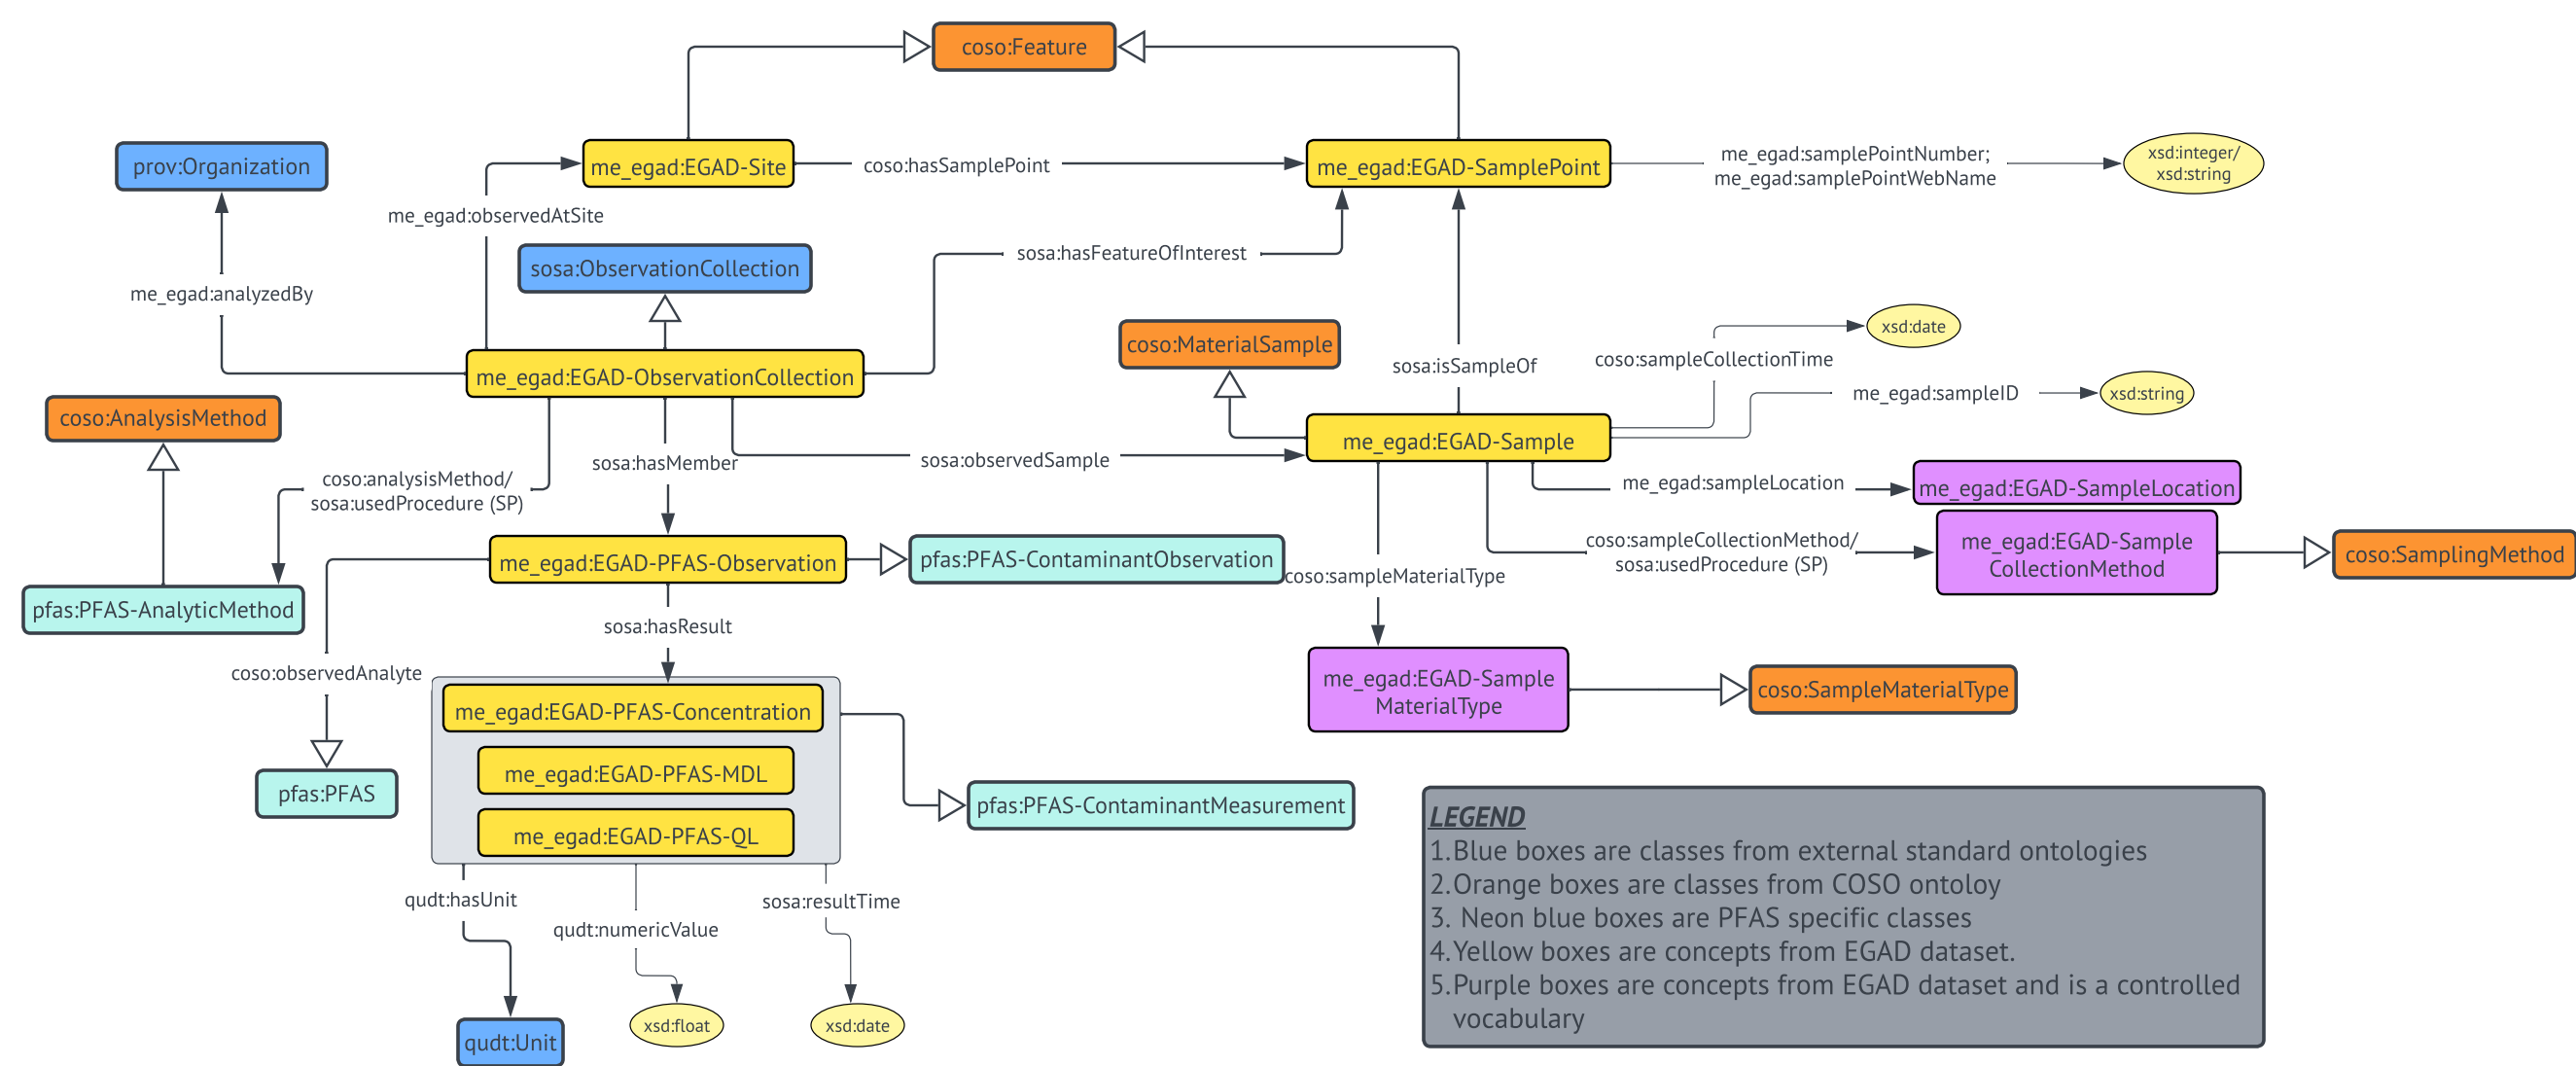 coso:Feature
prov:Organization
me_egad:EGAD-Site
coso:hasSamplePoint
me_egad:EGAD-SamplePoint
me_egad:samplePointNumber;
me_egad:samplePointWebName
xsd:integer/
xsd:string
me_egad:observedAtSite
sosa:hasFeatureOfInterest
sosa:ObservationCollection
me_egad:analyzedBy
xsd:date
coso:MaterialSample
coso:sampleCollectionTime
sosa:isSampleOf
me_egad:EGAD-ObservationCollection
me_egad:sampleID
xsd:string
coso:AnalysisMethod
me_egad:EGAD-Sample
sosa:hasMember
sosa:observedSample
coso:analysisMethod/
sosa:usedProcedure (SP)
me_egad:sampleLocation
me_egad:EGAD-SampleLocation
coso:sampleCollectionMethod/
sosa:usedProcedure (SP)
me_egad:EGAD-Sample
CollectionMethod
coso:SamplingMethod
me_egad:EGAD-PFAS-Observation
pfas:PFAS-ContaminantObservation
coso:sampleMaterialType
pfas:PFAS-AnalyticMethod
sosa:hasResult
coso:observedAnalyte
me_egad:EGAD-Sample
MaterialType
coso:SampleMaterialType
me_egad:EGAD-PFAS-Concentration
me_egad:EGAD-PFAS-MDL
me_egad:EGAD-PFAS-QL
pfas:PFAS
pfas:PFAS-ContaminantMeasurement
qudt:hasUnit
qudt:numericValue
sosa:resultTime
qudt:Unit
xsd:float
xsd:date
LEGEND
1.Blue boxes are classes from external standard ontologies
2.Orange boxes are classes from COSO ontoloy
3. Neon blue boxes are PFAS specific classes
4.Yellow boxes are concepts from EGAD dataset.
5.Purple boxes are concepts from EGAD dataset and is a controlled
vocabulary